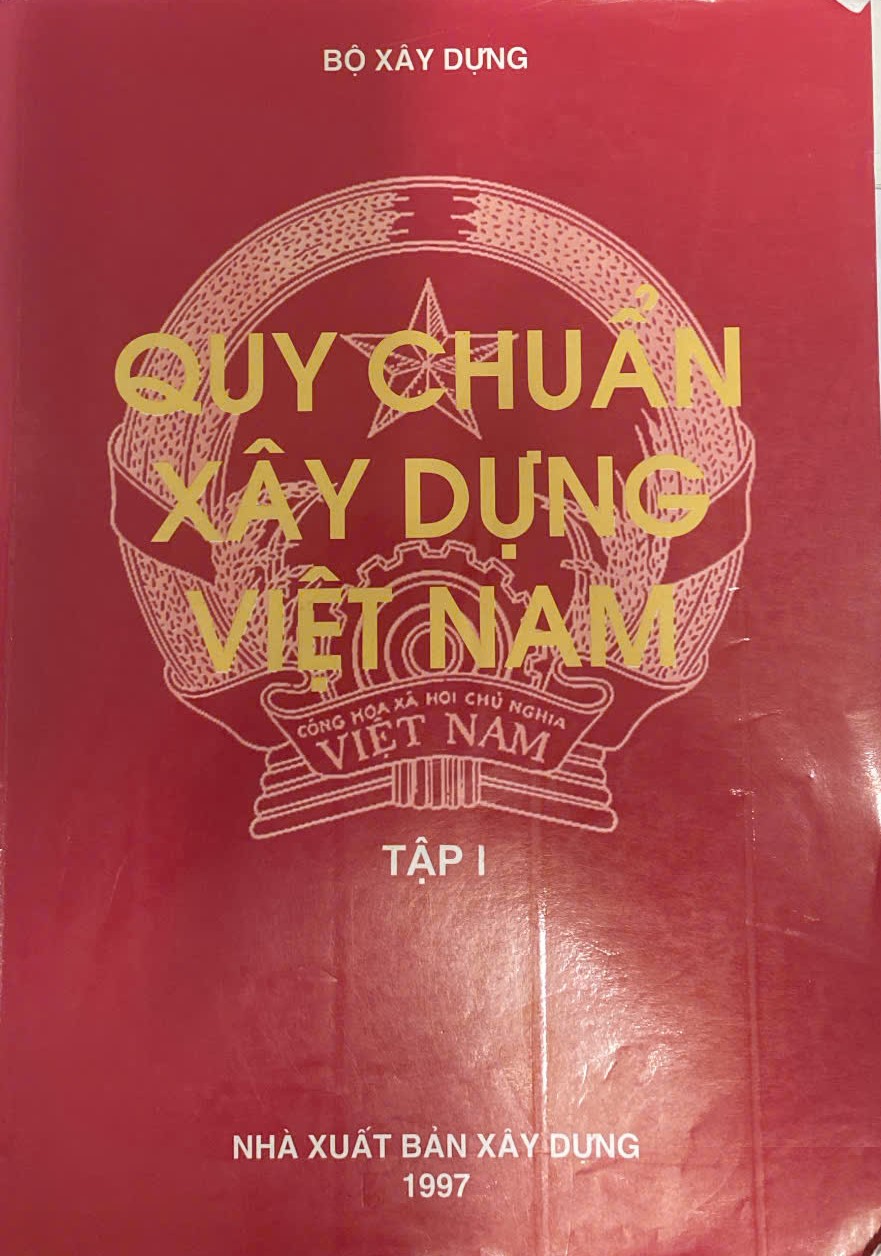 BỘ XÂY DỰNG
QUY CHUẨN
XÂY DỰNG
VIỆT NAM
CỘNG HÒA XÃ HỘI CHỦ NGHĨA
VIỆT NAM
TẬP I
NHÀ XUẤT BẢN XÂY DỰNG
1997